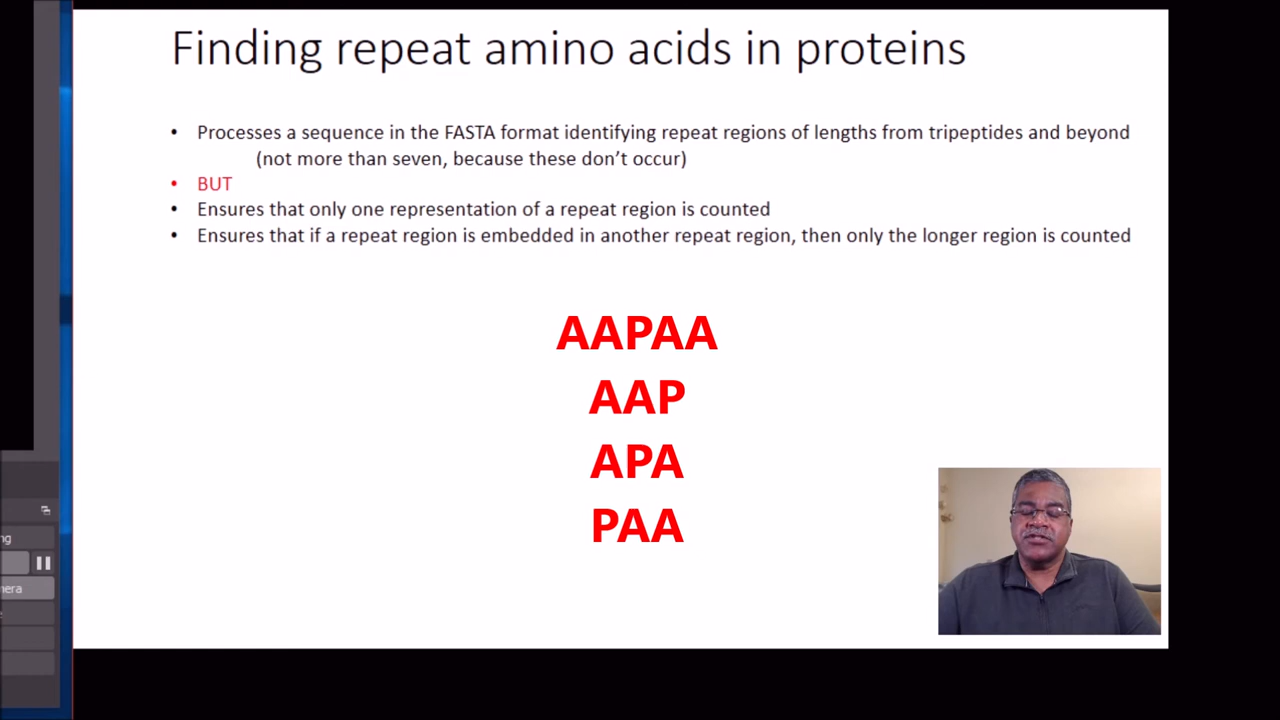 Finding repeat amino acids in proteins
• Processes a sequence in the FASTA format identifying repeat regions of lengths from tripeptides and beyond
(not more than seven, because these don’t occur)
• BUT
• Ensures that only one representation of a repeat region is counted
• Ensures that if a repeat region is embedded in another repeat region, then only the longer region is counted
AAPAA
AAP
APA
PAA
ng
nera